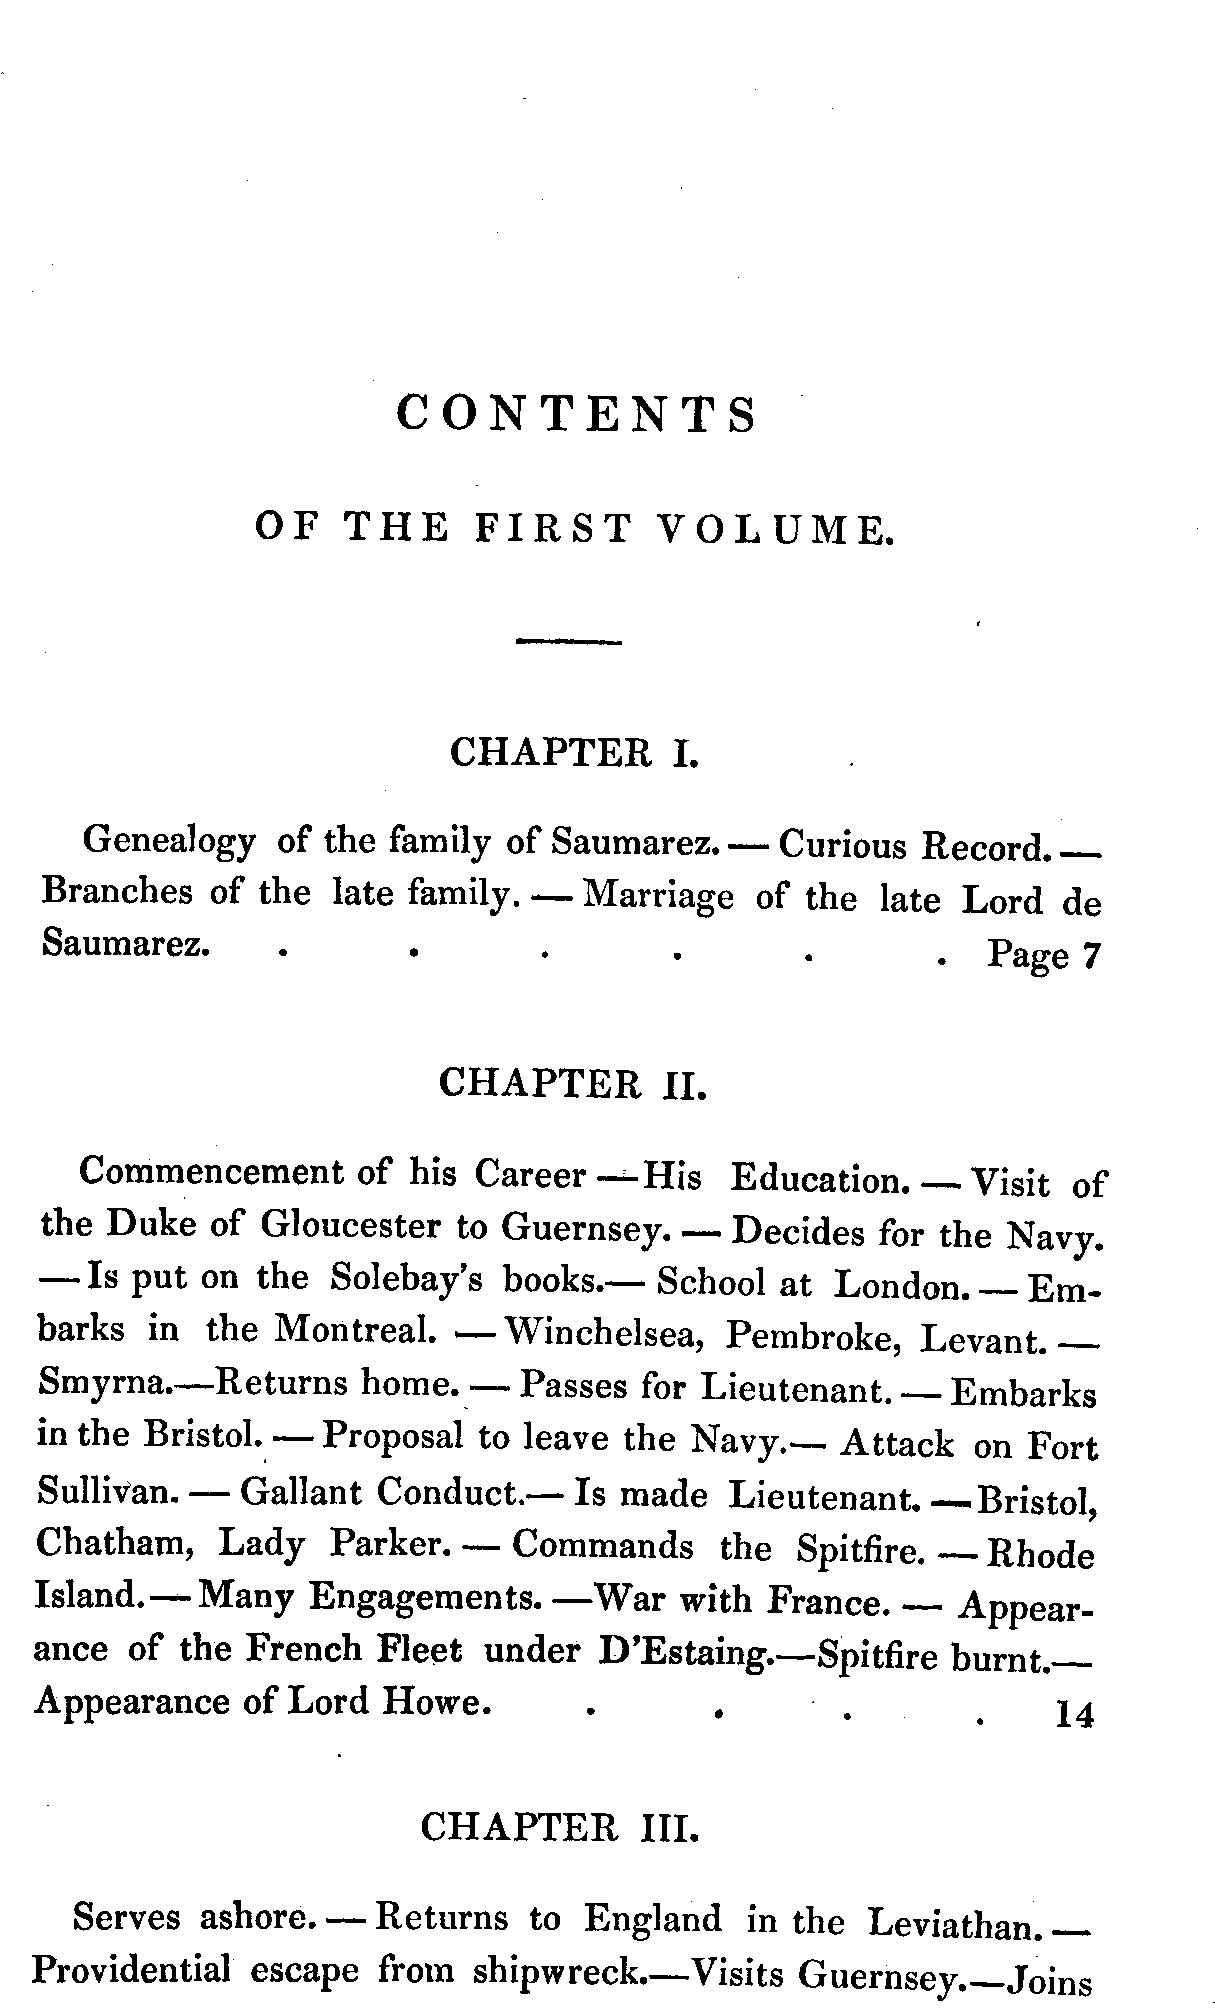 CONTENTS
OF THE FIRST VOLUME.
CHAPTER I.
Genealogy of the family of Saumarez. — Curious Record. —
Branches of the late family. — Marriage of the late Lord de
Saumarez. . . . . . . Page 7
CHAPTER II.
Commencement of his Career — His Education. — Visit of
the Duke of Gloucester to Guernsey. — Decides for the Navy.
— Is put on the Solebay's books. — School at London. — Em-
barks in the Montreal. — Winchelsea, Pembroke, Levant. —
Smyrna. — Returns home. — Passes for Lieutenant. — Embarks
in the Bristol. — Proposal to leave the Navy. — Attack on Fort
Sullivan. — Gallant Conduct. — Is made Lieutenant. — Bristol,
Chatham, Lady Parker. — Commands the Spitfire. — Rhode
Island. — Many Engagements. — War with France. — Appear-
ance of the French Fleet under D'Estaing. — Spitfire burnt. —
Appearance of Lord Howe. . . . . 14
CHAPTER III.
Serves ashore. — Returns to England in the Leviathan. —
Providential escape from shipwreck. — Visits Guernsey. — Joins